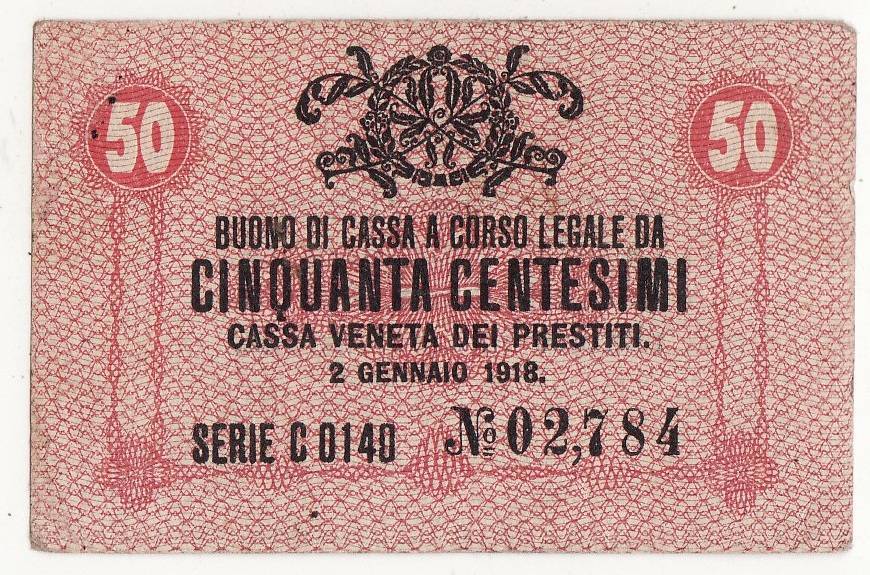 50 50
BUONO DI CASSA A CORSO LEGALE DA
CINQUANTA CENTESIMI
CASSA VENETA DEI PRESTITI.
2 GENNAIO 1918.
SERIE C 0140 No 02,784